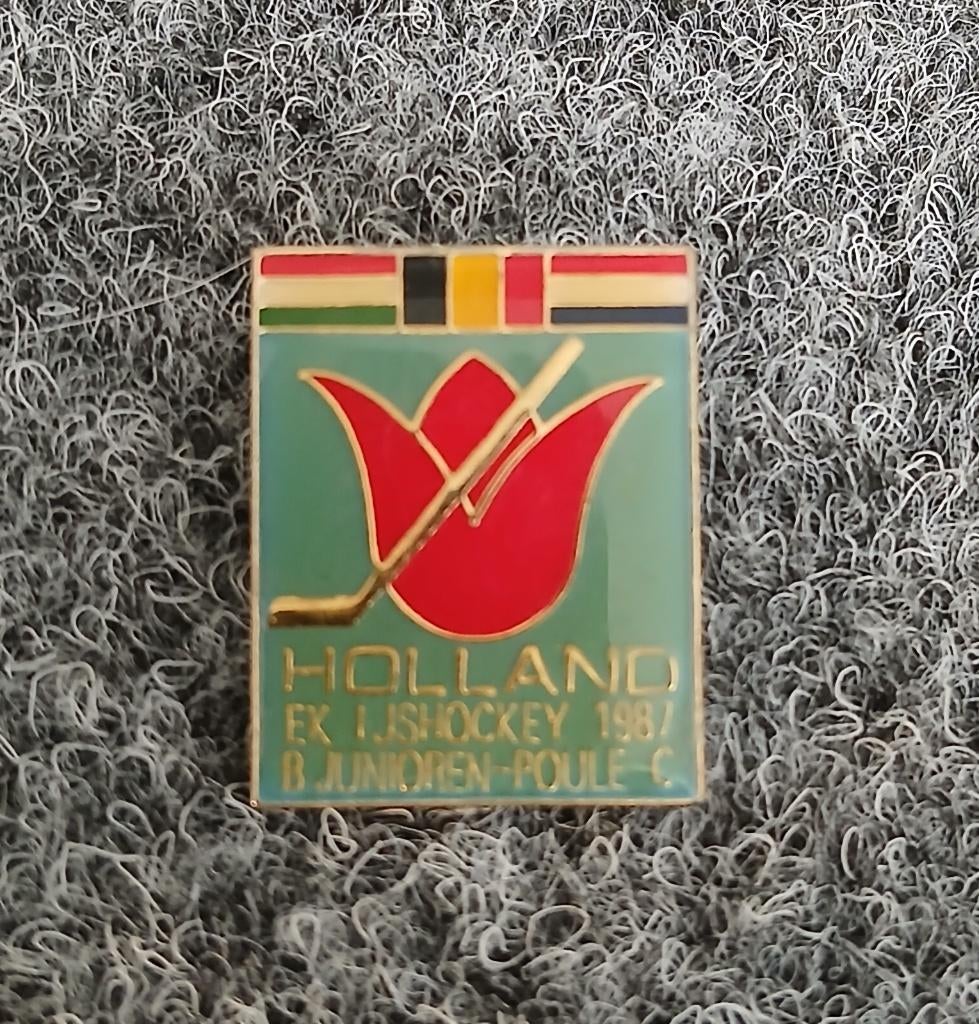 HOLLAND
EK IJSHOCKEY 1987
B JUNIOREN-POULE C